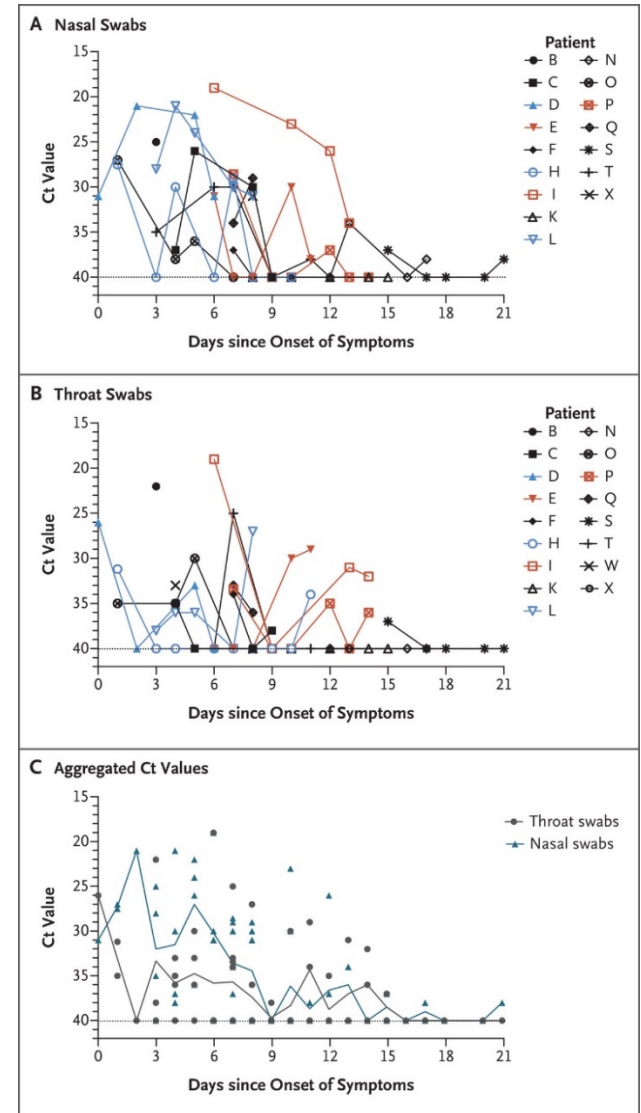 A Nasal Swabs
Ct Value
15
20
25
30
35
40
0 3 6 9 12 15 18 21
Days since Onset of Symptoms
Patient
B N
C O
D P
E Q
F S
H T
I X
K
L
B Throat Swabs
Ct Value
15
20
25
30
35
40
0 3 6 9 12 15 18 21
Days since Onset of Symptoms
Patient
B N
C O
D P
E Q
F S
H T
I W
K X
L
C Aggregated Ct Values
Ct Value
15
20
25
30
35
40
0 3 6 9 12 15 18 21
Days since Onset of Symptoms
Throat swabs
Nasal swabs